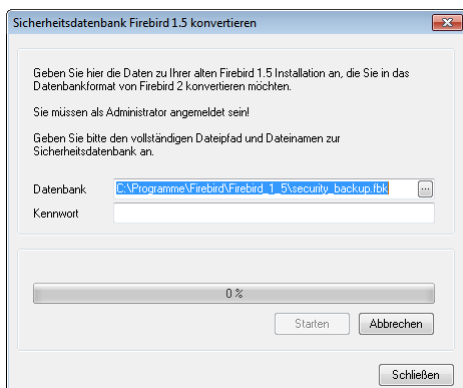 Sicherheitsdatenbank Firebird 1.5 konvertieren
Geben Sie hier die Daten zu Ihrer alten Firebird 1.5 Installation an, die Sie in das
Datenbankformat von Firebird 2 konvertieren möchten.
Sie müssen als Administrator angemeldet sein!
Geben Sie bitte den vollständigen Dateipfad und Dateinamen zur
Sicherheitsdatenbank an.
Datenbank C:\Programme\Firebird\Firebird_1_5\security_backup.fbk ...
Kennwort
0 %
Starten Abbrechen
Schließen